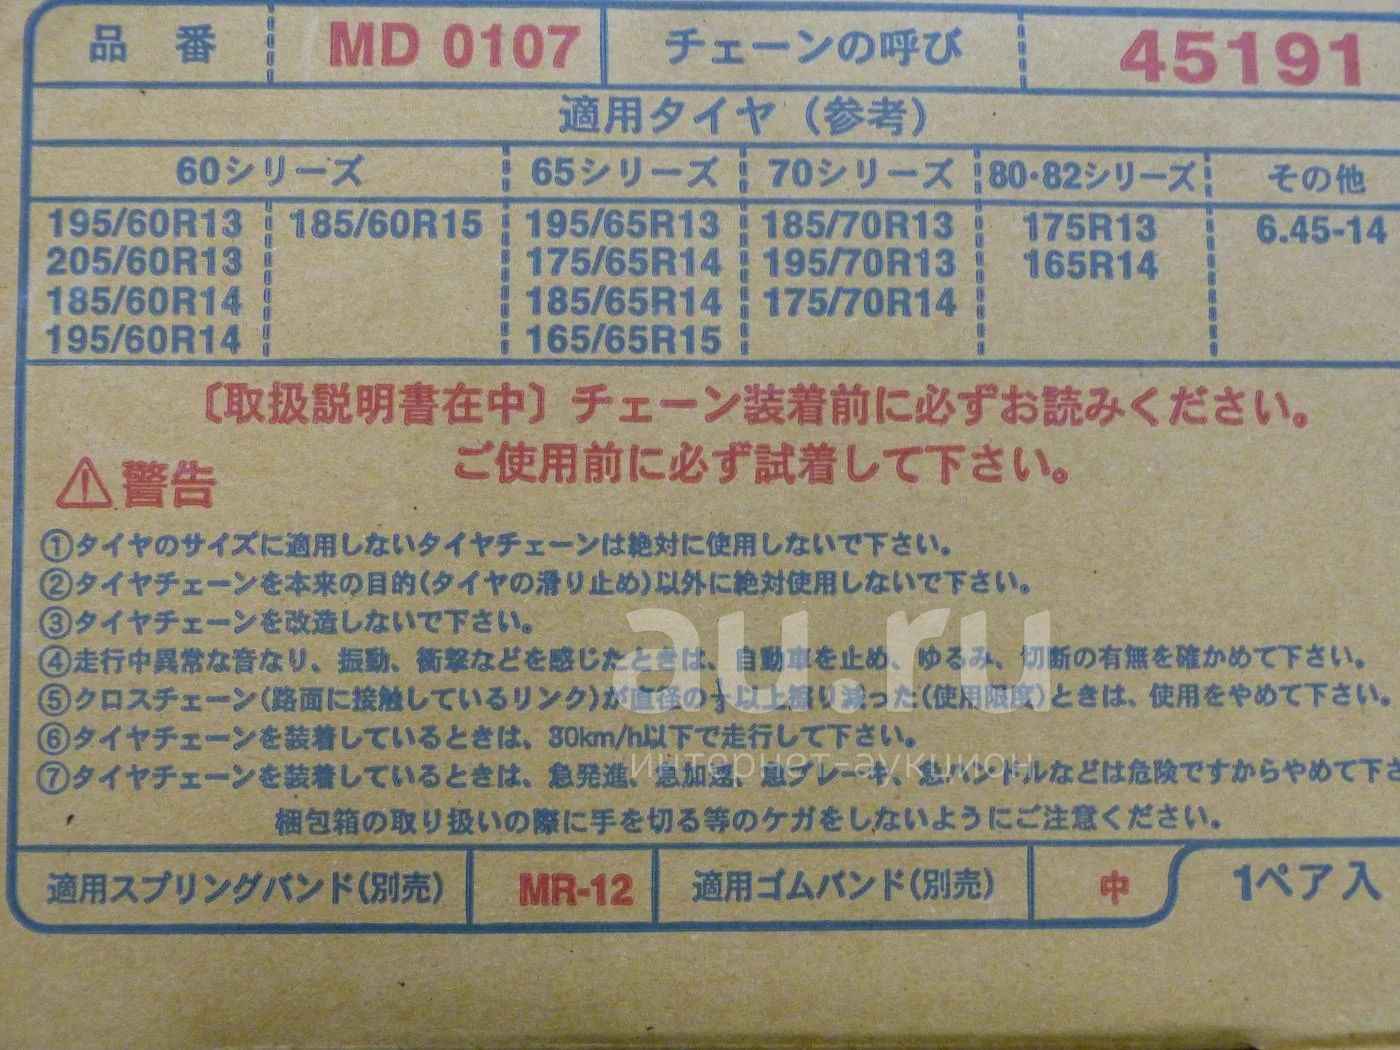 品番 MD 0107 チェーンの呼び 45191
適用タイヤ（参考）
60シリーズ 65シリーズ 70シリーズ 80・82シリーズ その他
195/60R13 185/60R15 195/65R13 185/70R13 175R13 6.45-14
205/60R13 175/65R14 195/70R13 165R14
185/60R14 185/65R14 175/70R14
195/60R14 165/65R15
〔取扱説明書在中〕チェーン装着前に必ずお読みください。
ご使用前に必ず試着して下さい。
⚠警告
①タイヤのサイズに適用しないタイヤチェーンは絶対に使用しないで下さい。
②タイヤチェーンを本来の目的(タイヤの滑り止め)以外に絶対使用しないで下さい。
③タイヤチェーンを改造しないで下さい。
④走行中異常な音なり、振動、衝撃などを感じたときは、自動車を止め、ゆるみ、切断の有無を確かめて下さい。
⑤クロスチェーン(路面に接触しているリンク)が直径の⅓以上擦り減った(使用限度)ときは、使用をやめて下さい。
⑥タイヤチェーンを装着しているときは、30km/h以下で走行して下さい。
⑦タイヤチェーンを装着しているときは、急発進、急加速、急ブレーキ、急ハンドルなどは危険ですからやめて下さ
梱包箱の取り扱いの際に手を切る等のケガをしないようにご注意ください。
適用スプリングバンド(別売) MR-12 適用ゴムバンド(別売) 中 1ペア入
au.ru
интернет-аукцион